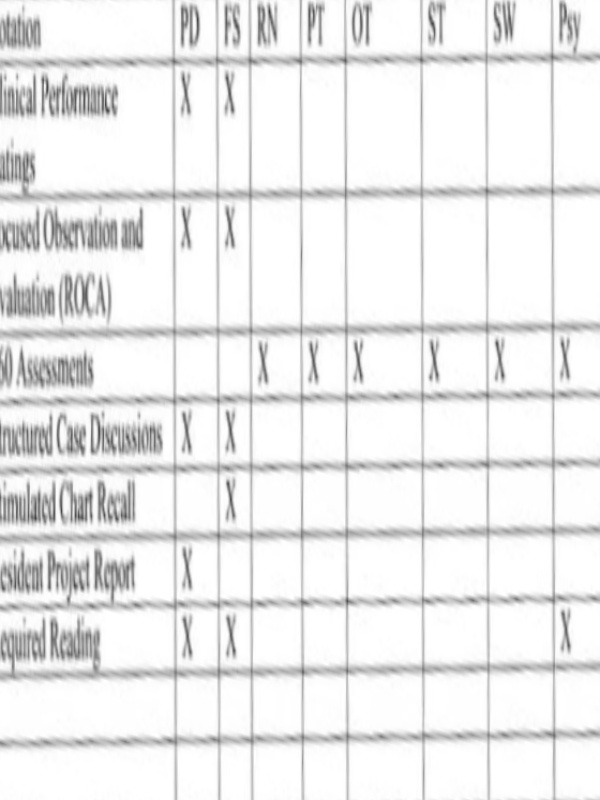 otation PD FS RN PT OT ST SW Psy
linical Performance X X
atings
ocused Observation and X X
valuation (ROCA)
60 Assessments X X X X X X
tructured Case Discussions X X
timulated Chart Recall X
esident Project Report X
equired Reading X X X